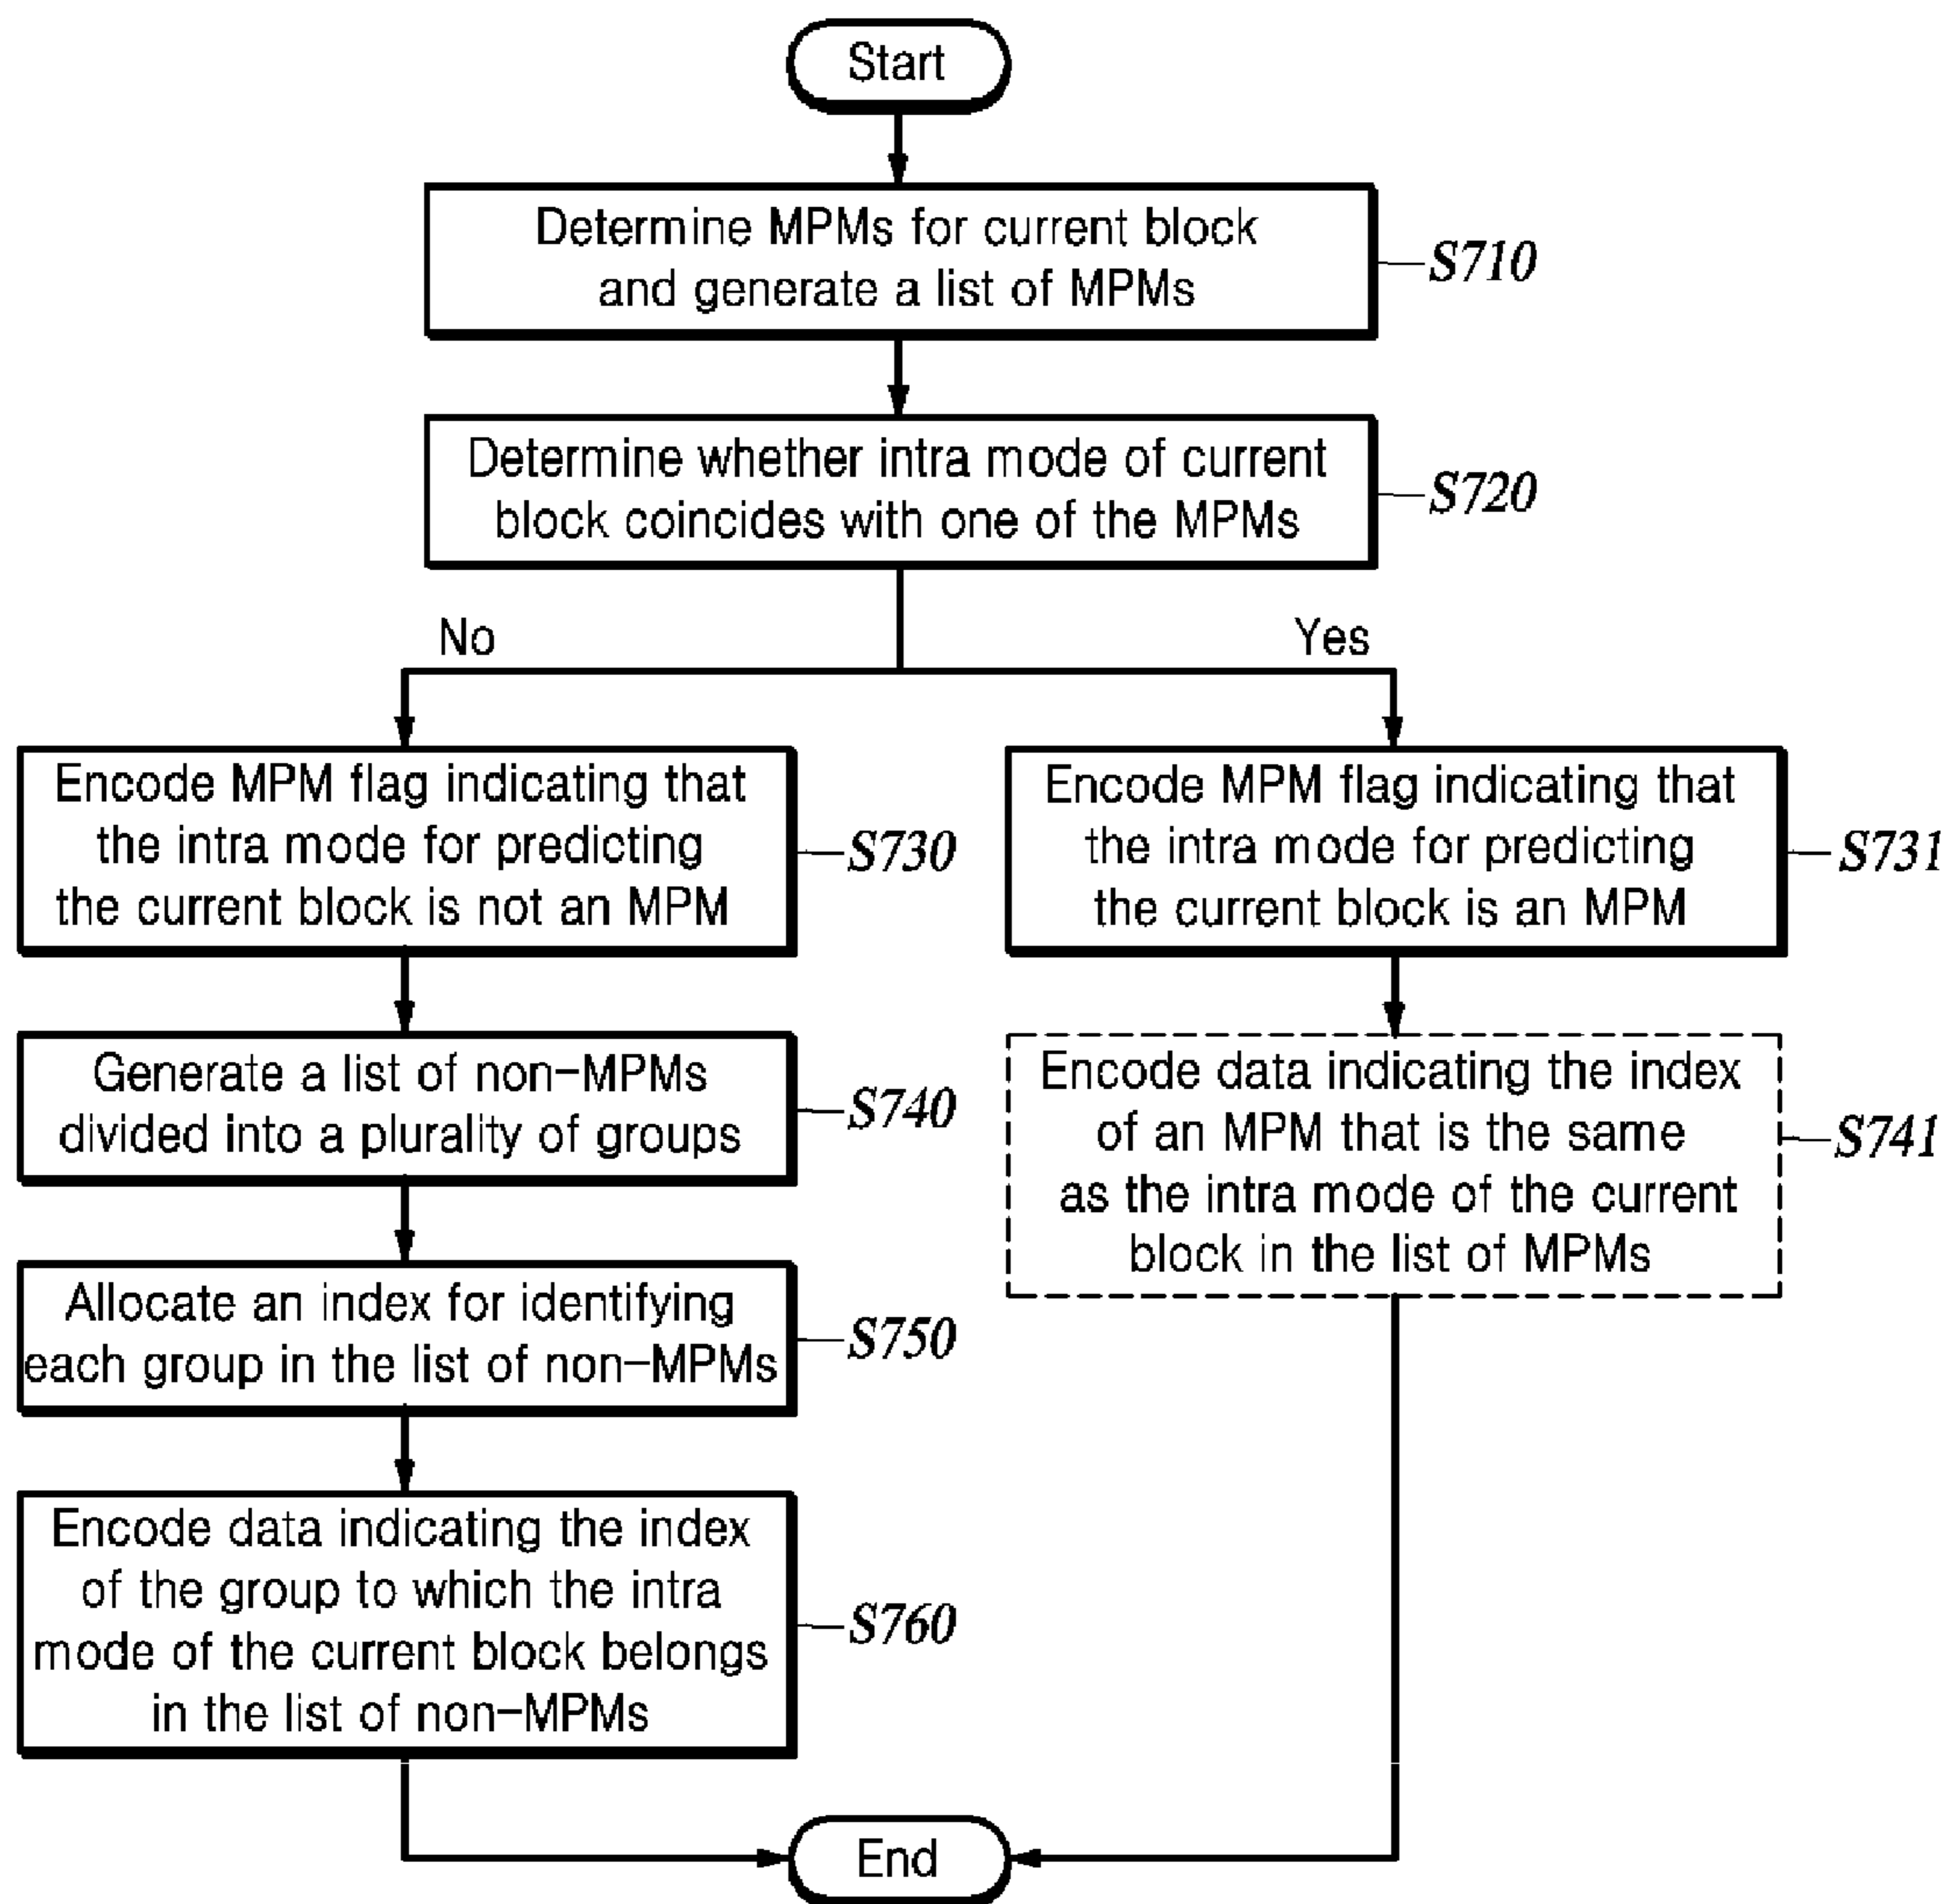 Start
Determine MPMs for current block
and generate a list of MPMs
S710
Determine whether intra mode of current
block coincides with one of the MPMs
S720
No
Yes
Encode MPM flag indicating that
the intra mode for predicting
the current block is not an MPM
S730
Encode MPM flag indicating that
the intra mode for predicting
the current block is an MPM
S731
Generate a list of non-MPMs
divided into a plurality of groups
S740
Encode data indicating the index
of an MPM that is the same
as the intra mode of the current
block in the list of MPMs
S741
Allocate an index for identifying
each group in the list of non-MPMs
S750
Encode data indicating the index
of the group to which the intra
mode of the current block belongs
in the list of non-MPMs
S760
End